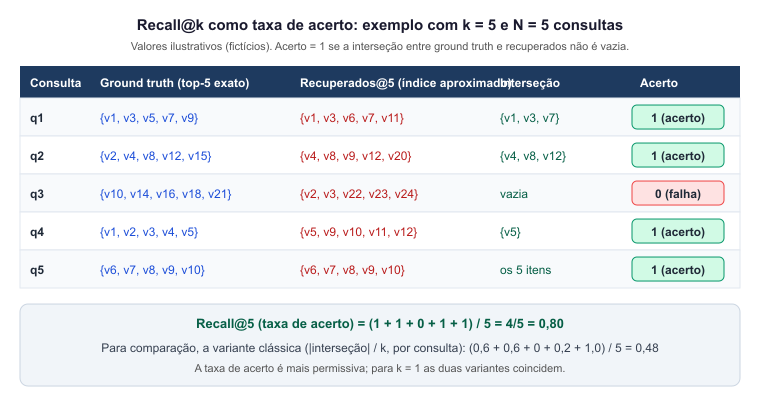 Recall@k como taxa de acerto: exemplo com k = 5 e N = 5 consultas
Valores ilustrativos (fictícios). Acerto = 1 se a interseção entre ground truth e recuperados não é vazia.
Consulta Ground truth (top-5 exato) Recuperados@5 (índice aproximado) Interseção Acerto
q1 {v1, v3, v5, v7, v9} {v1, v3, v6, v7, v11} {v1, v3, v7} 1 (acerto)
q2 {v2, v4, v8, v12, v15} {v4, v8, v9, v12, v20} {v4, v8, v12} 1 (acerto)
q3 {v10, v14, v16, v18, v21} {v2, v3, v22, v23, v24} vazia 0 (falha)
q4 {v1, v2, v3, v4, v5} {v5, v9, v10, v11, v12} {v5} 1 (acerto)
q5 {v6, v7, v8, v9, v10} {v6, v7, v8, v9, v10} os 5 itens 1 (acerto)
Recall@5 (taxa de acerto) = (1 + 1 + 0 + 1 + 1) / 5 = 4/5 = 0,80
Para comparação, a variante clássica (|interseção| / k, por consulta): (0,6 + 0,6 + 0 + 0,2 + 1,0) / 5 = 0,48
A taxa de acerto é mais permissiva; para k = 1 as duas variantes coincidem.